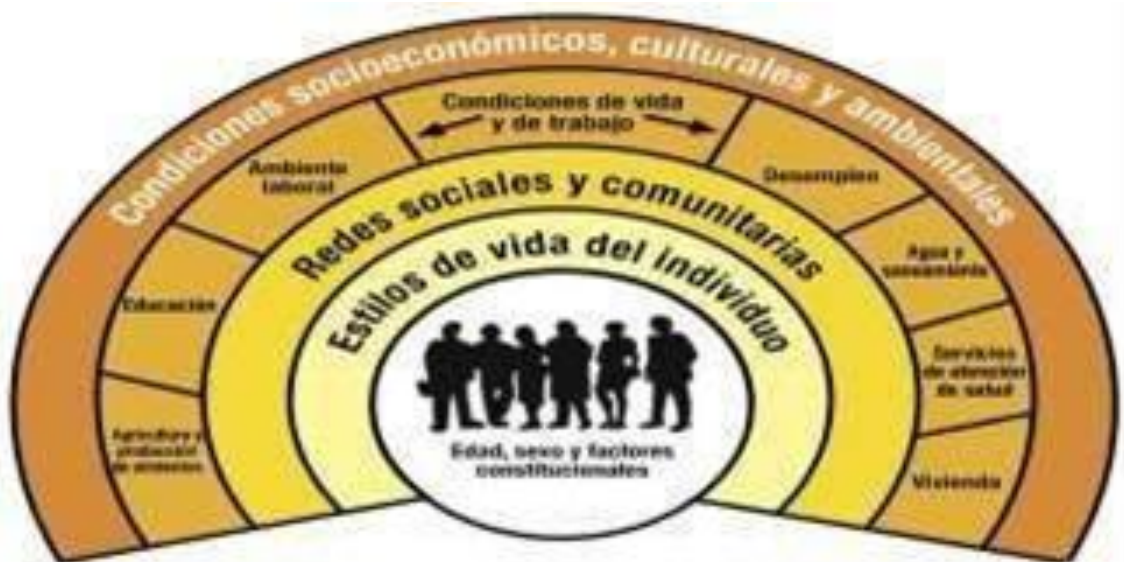 Condiciones socioeconómicos, culturales y ambientales
Condiciones de vida
y de trabajo
Ambiente
laboral
Desempleo
Redes sociales y comunitarias
Agua y
saneamiento
Estilos de vida del individuo
Educación
Servicios
de atención
de salud
Agricultura y
producción
de alimentos
Edad, sexo y factores
constitucionales
Vivienda